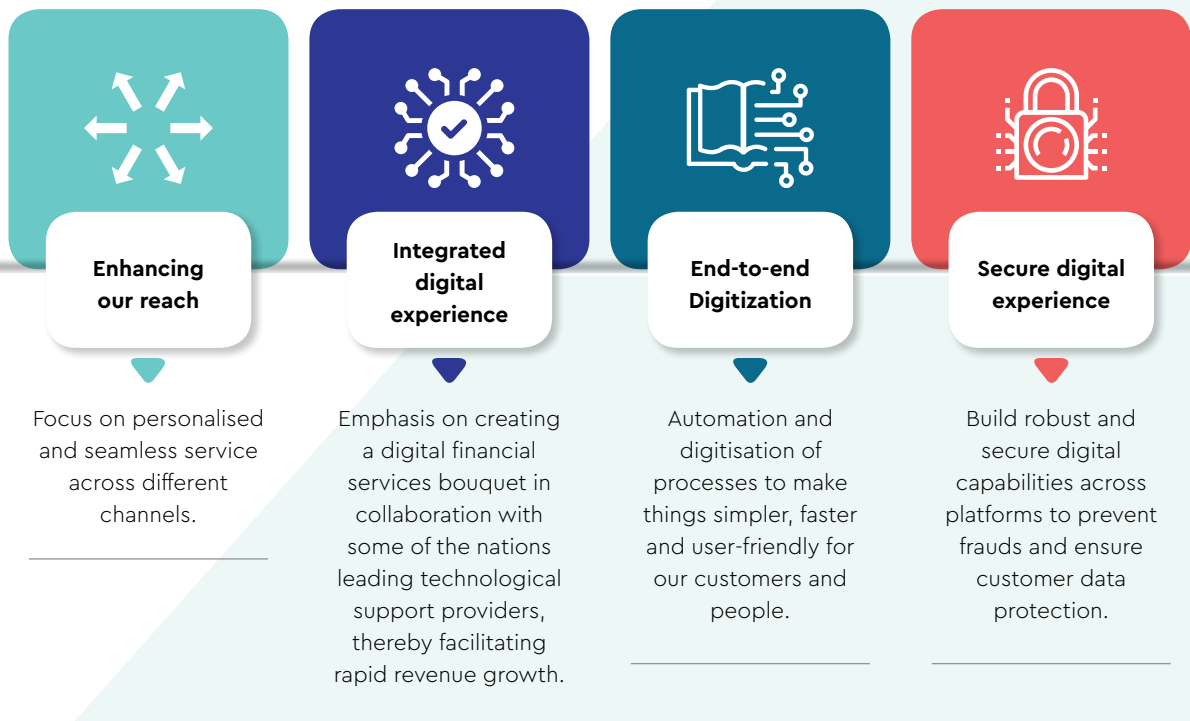 Enhancing
our reach
Focus on personalised
and seamless service
across different
channels.
Integrated
digital
experience
Emphasis on creating
a digital financial
services bouquet in
collaboration with
some of the nations
leading technological
support providers,
thereby facilitating
rapid revenue growth.
End-to-end
Digitization
Automation and
digitisation of
processes to make
things simpler, faster
and user-friendly for
our customers and
people.
Secure digital
experience
Build robust and
secure digital
capabilities across
platforms to prevent
frauds and ensure
customer data
protection.